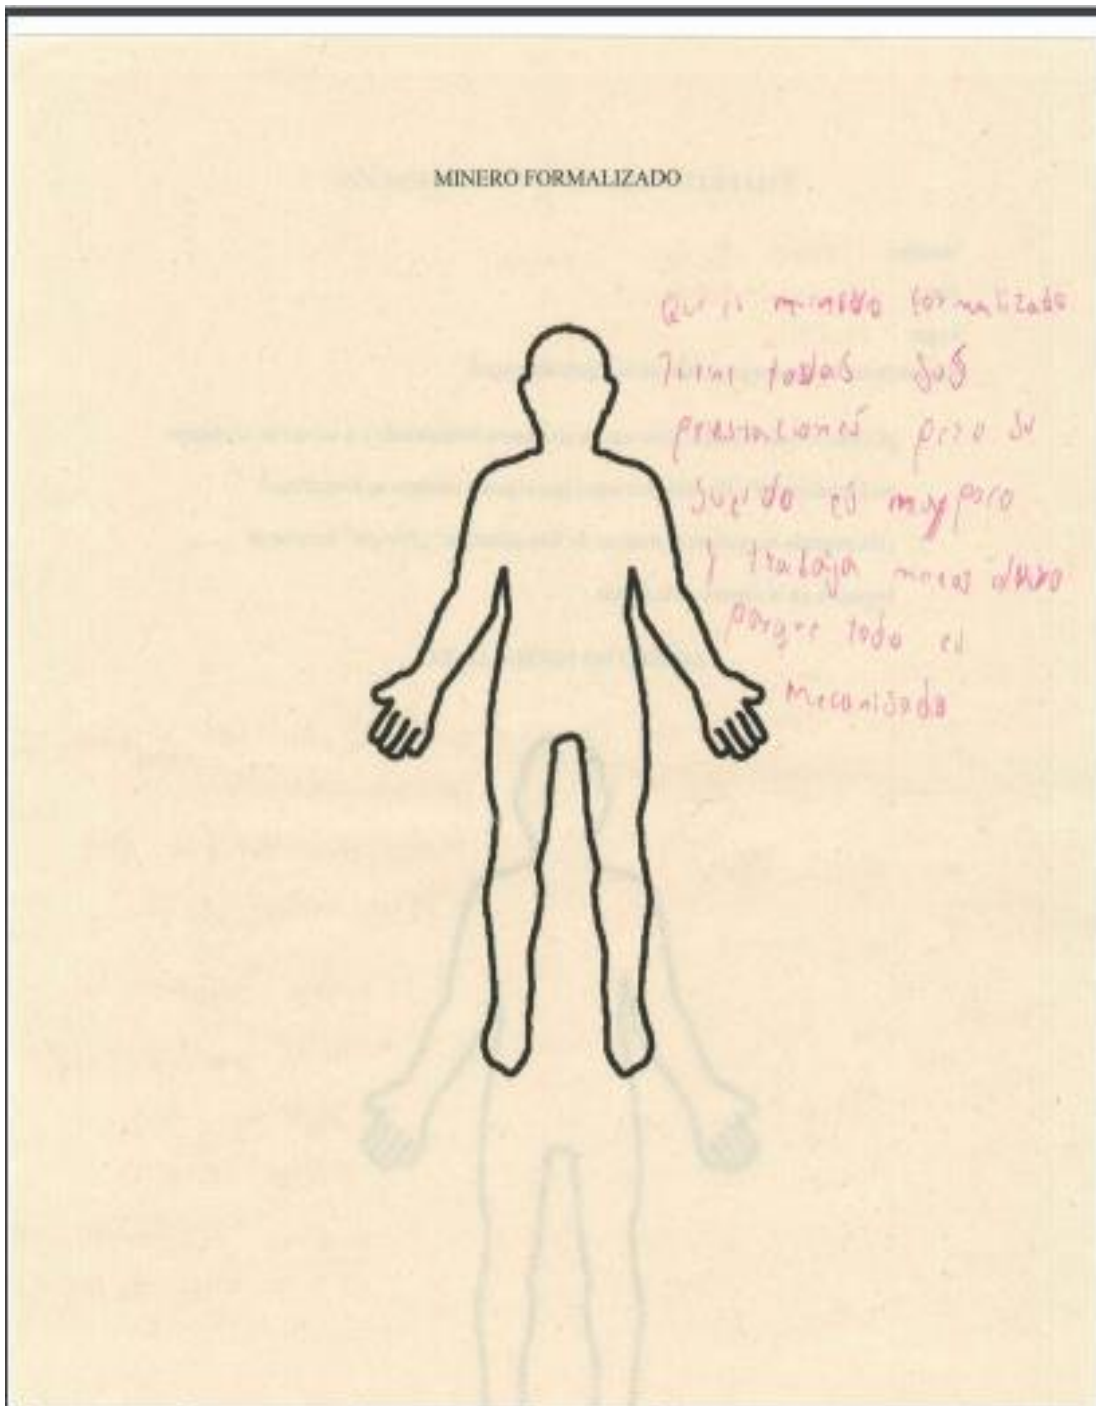 MINERO FORMALIZADO
minero formalizado
tiene todas sus
prestaciones pero su
sueldo es muy poco
y trabaja menos duro
porque todo es
mecanisado